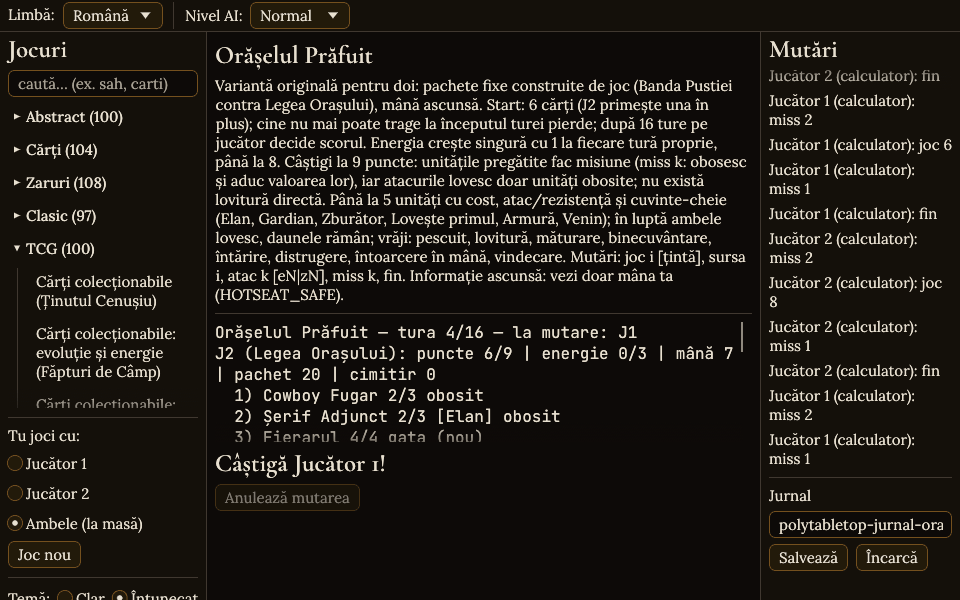 Limbă: Română ▼ Nivel AI: Normal ▼
Jocuri
caută... (ex. sah, carti)
▸ Abstract (100)
▸ Cărți (104)
▸ Zaruri (108)
▸ Clasic (97)
▾ TCG (100)
Cărți colecționabile
(Ținutul Cenușiu)
Cărți colecționabile:
evoluție și energie
(Făpturi de Câmp)
Cărți colecționabile:
Tu joci cu:
Jucător 1
Jucător 2
Ambele (la masă)
Joc nou
Temă: Clar Întunecat
Orășelul Prăfuit
Variantă originală pentru doi: pachete fixe construite de joc (Banda Pustiei
contra Legea Orașului), mână ascunsă. Start: 6 cărți (J2 primește una în
plus); cine nu mai poate trage la începutul turei pierde; după 16 ture pe
jucător decide scorul. Energia crește singură cu 1 la fiecare tură proprie,
până la 8. Câștigi la 9 puncte: unitățile pregătite fac misiune (miss k: obosesc
și aduc valoarea lor), iar atacurile lovesc doar unități obosite; nu există
lovitură directă. Până la 5 unități cu cost, atac/rezistență și cuvinte-cheie
(Elan, Gardian, Zburător, Lovește primul, Armură, Venin); în luptă ambele
lovesc, daunele rămân; vrăji: pescuit, lovitură, măturare, binecuvântare,
întărire, distrugere, întoarcere în mână, vindecare. Mutări: joc i [țintă], sursa
i, atac k [eN|zN], miss k, fin. Informație ascunsă: vezi doar mâna ta
(HOTSEAT_SAFE).
Orășelul Prăfuit — tura 4/16 — la mutare: J1
J2 (Legea Orașului): puncte 6/9 | energie 0/3 | mână 7
| pachet 20 | cimitir 0
1) Cowboy Fugar 2/3 obosit
2) Șerif Adjunct 2/3 [Elan] obosit
3) Fierarul 4/4 gata (nou)
Câștigă Jucător 1!
Anulează mutarea
Mutări
Jucător 2 (calculator): fin
Jucător 1 (calculator):
miss 2
Jucător 1 (calculator): joc 6
Jucător 1 (calculator):
miss 1
Jucător 1 (calculator): fin
Jucător 2 (calculator):
miss 2
Jucător 2 (calculator): joc
8
Jucător 2 (calculator):
miss 1
Jucător 2 (calculator): fin
Jucător 1 (calculator):
miss 2
Jucător 1 (calculator):
miss 1
Jurnal
polytabletop-jurnal-ora
Salvează Încarcă